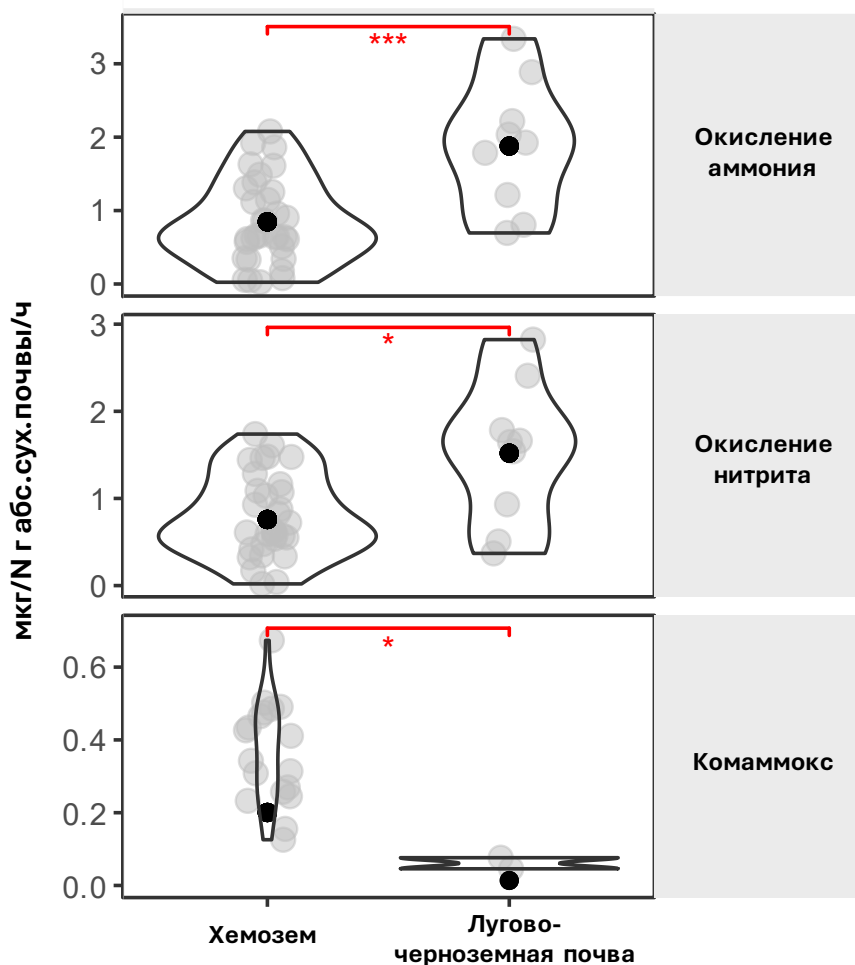 мкг/N г абс.сух.почвы/ч
***
3
2
1
0
Окисление
аммония
*
3
2
1
0
Окисление
нитрита
*
0.6
0.4
0.2
0.0
Комаммокс
Хемозем
Лугово-
черноземная почва